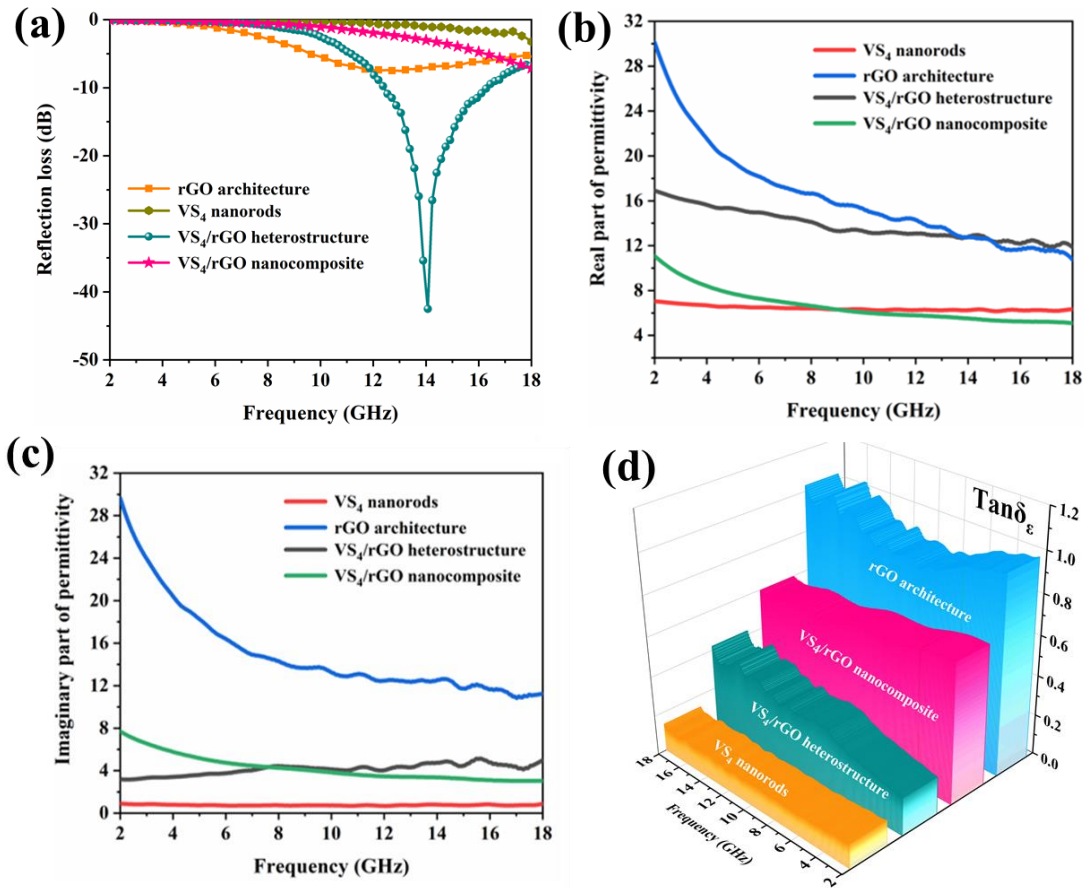 (a)
0
-10
-20
-30
-40
-50
Reflection loss (dB)
rGO architecture
VS4 nanorods
VS4/rGO heterostructure
VS4/rGO nanocomposite
2 4 6 8 10 12 14 16 18
Frequency (GHz)
(b)
32
28
24
20
16
12
8
4
Real part of permittivity
VS4 nanorods
rGO architecture
VS4/rGO heterostructure
VS4/rGO nanocomposite
2 4 6 8 10 12 14 16 18
Frequency (GHz)
(c)
32
28
24
20
16
12
8
4
0
Imaginary part of permittivity
VS4 nanorods
rGO architecture
VS4/rGO heterostructure
VS4/rGO nanocomposite
2 4 6 8 10 12 14 16 18
Frequency (GHz)
(d)
Tanδε
1.2
1.0
0.8
0.6
0.4
0.2
0.0
rGO architecture
VS4/rGO nanocomposite
VS4/rGO heterostructure
VS4 nanorods
18 16 14 12 10 8 6 4 2
Frequency (GHz)